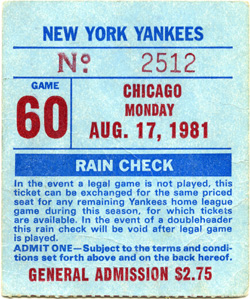 NEW YORK YANKEES
Nº 2512
GAME
60
CHICAGO
MONDAY
AUG. 17, 1981
RAIN CHECK
In the event a legal game is not played, this
ticket can be exchanged for the same priced
seat for any remaining Yankees home league
game during this season, for which tickets
are available. In the event of a doubleheader
this rain check will be void after legal game is
played.
ADMIT ONE—Subject to the terms and condi-
tions set forth above and on the back hereof.
GENERAL ADMISSION $2.75